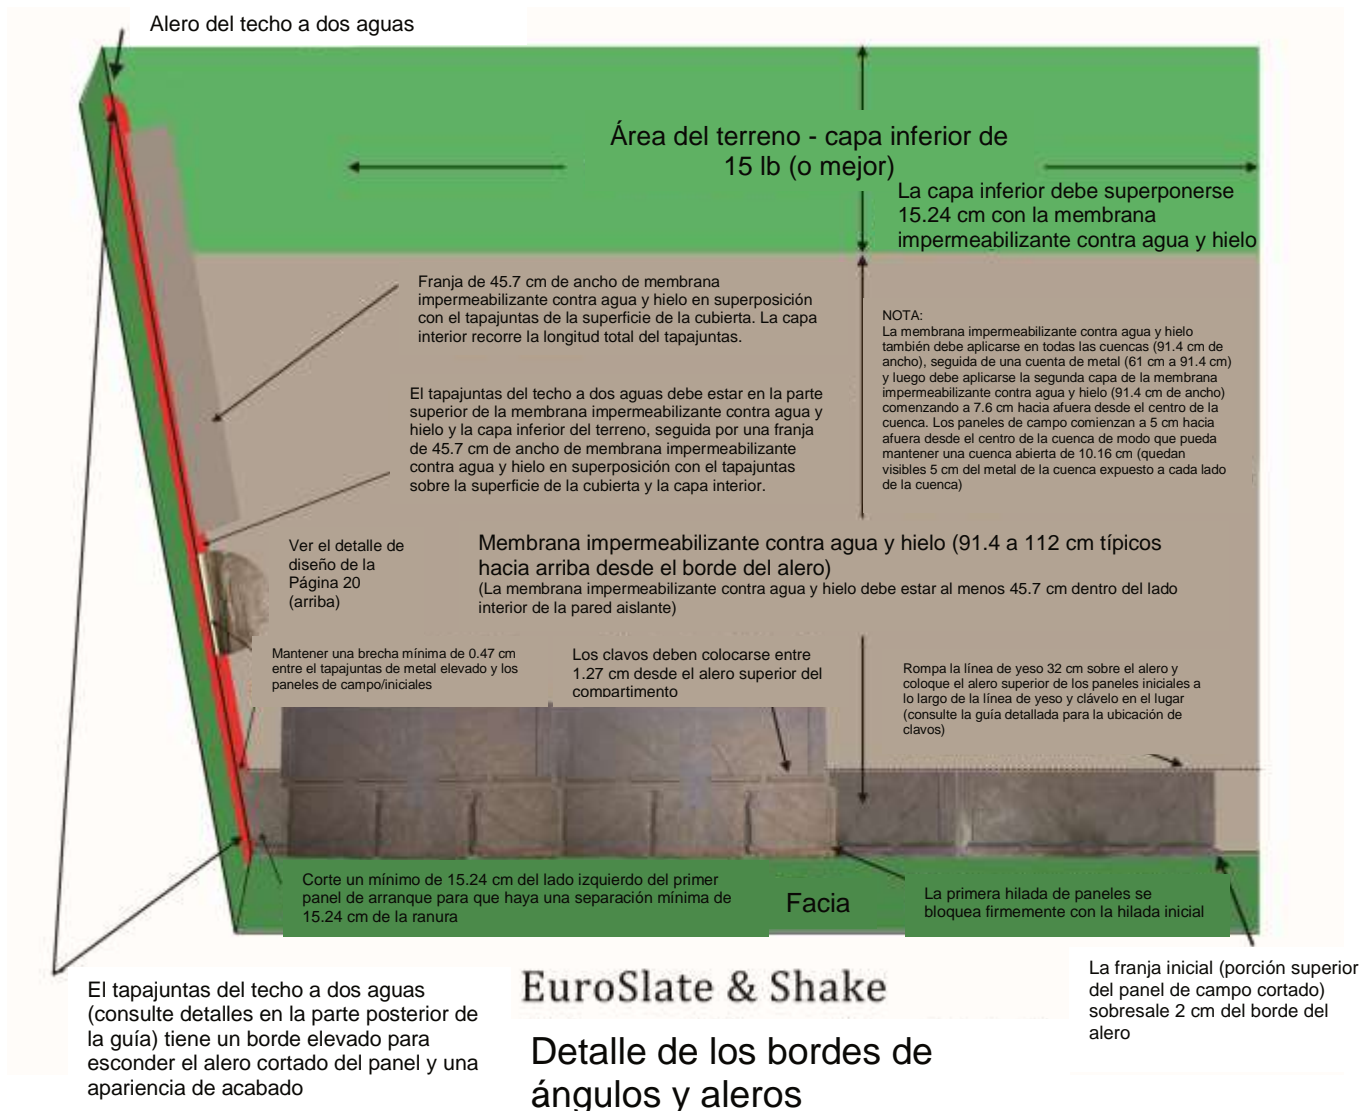 Alero del techo a dos aguas
Área del terreno - capa inferior de
15 lb (o mejor)
La capa inferior debe superponerse
15.24 cm con la membrana
impermeabilizante contra agua y hielo
Franja de 45.7 cm de ancho de membrana
impermeabilizante contra agua y hielo en superposición
con el tapajuntas de la superficie de la cubierta. La capa
interior recorre la longitud total del tapajuntas.
NOTA:
La membrana impermeabilizante contra agua y hielo
también debe aplicarse en todas las cuencas (91.4 cm de
ancho), seguida de una cuenta de metal (61 cm a 91.4 cm)
y luego debe aplicarse la segunda capa de la membrana
impermeabilizante contra agua y hielo (91.4 cm de ancho)
comenzando a 7.6 cm hacia afuera desde el centro de la
cuenca. Los paneles de campo comienzan a 5 cm hacia
afuera desde el centro de la cuenca de modo que pueda
mantener una cuenca abierta de 10.16 cm (quedan
visibles 5 cm del metal de la cuenca expuesto a cada lado
de la cuenca)
El tapajuntas del techo a dos aguas debe estar en la parte
superior de la membrana impermeabilizante contra agua y
hielo y la capa inferior del terreno, seguida por una franja
de 45.7 cm de ancho de membrana impermeabilizante
contra agua y hielo en superposición con el tapajuntas
sobre la superficie de la cubierta y la capa interior.
Ver el detalle de
diseño de la
Página 20
(arriba)
Membrana impermeabilizante contra agua y hielo (91.4 a 112 cm típicos
hacia arriba desde el borde del alero)
(La membrana impermeabilizante contra agua y hielo debe estar al menos 45.7 cm dentro del lado
interior de la pared aislante)
Mantener una brecha mínima de 0.47 cm
entre el tapajuntas de metal elevado y los
paneles de campo/iniciales
Los clavos deben colocarse entre
1.27 cm desde el alero superior del
compartimento
Rompa la línea de yeso 32 cm sobre el alero y
coloque el alero superior de los paneles iniciales a
lo largo de la línea de yeso y clávelo en el lugar
(consulte la guía detallada para la ubicación de
clavos)
Corte un mínimo de 15.24 cm del lado izquierdo del primer
panel de arranque para que haya una separación mínima de
15.24 cm de la ranura
Facia
La primera hilada de paneles se
bloquea firmemente con la hilada inicial
El tapajuntas del techo a dos aguas
(consulte detalles en la parte posterior de
la guía) tiene un borde elevado para
esconder el alero cortado del panel y una
apariencia de acabado
EuroSlate & Shake
Detalle de los bordes de
ángulos y aleros
La franja inicial (porción superior
del panel de campo cortado)
sobresale 2 cm del borde del
alero